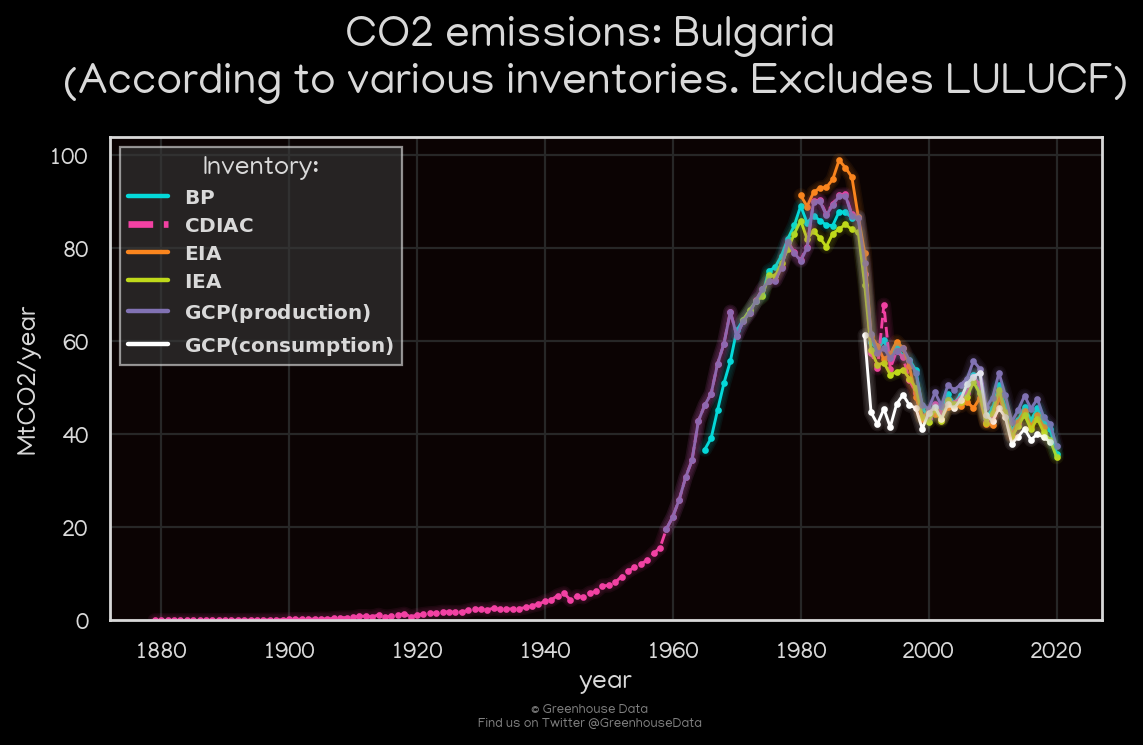 CO2 emissions: Bulgaria
(According to various inventories. Excludes LULUCF)
Inventory:
BP
CDIAC
EIA
IEA
GCP(production)
GCP(consumption)
MtCO2/year
100
80
60
40
20
0
1880 1900 1920 1940 1960 1980 2000 2020
year
© Greenhouse Data
Find us on Twitter @GreenhouseData